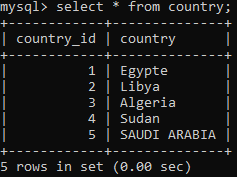 mysql> select * from country;
+------------+--------------+
| country_id | country      |
+------------+--------------+
|          1 | Egypte       |
|          2 | Libya        |
|          3 | Algeria      |
|          4 | Sudan        |
|          5 | SAUDI ARABIA |
+------------+--------------+
5 rows in set (0.00 sec)